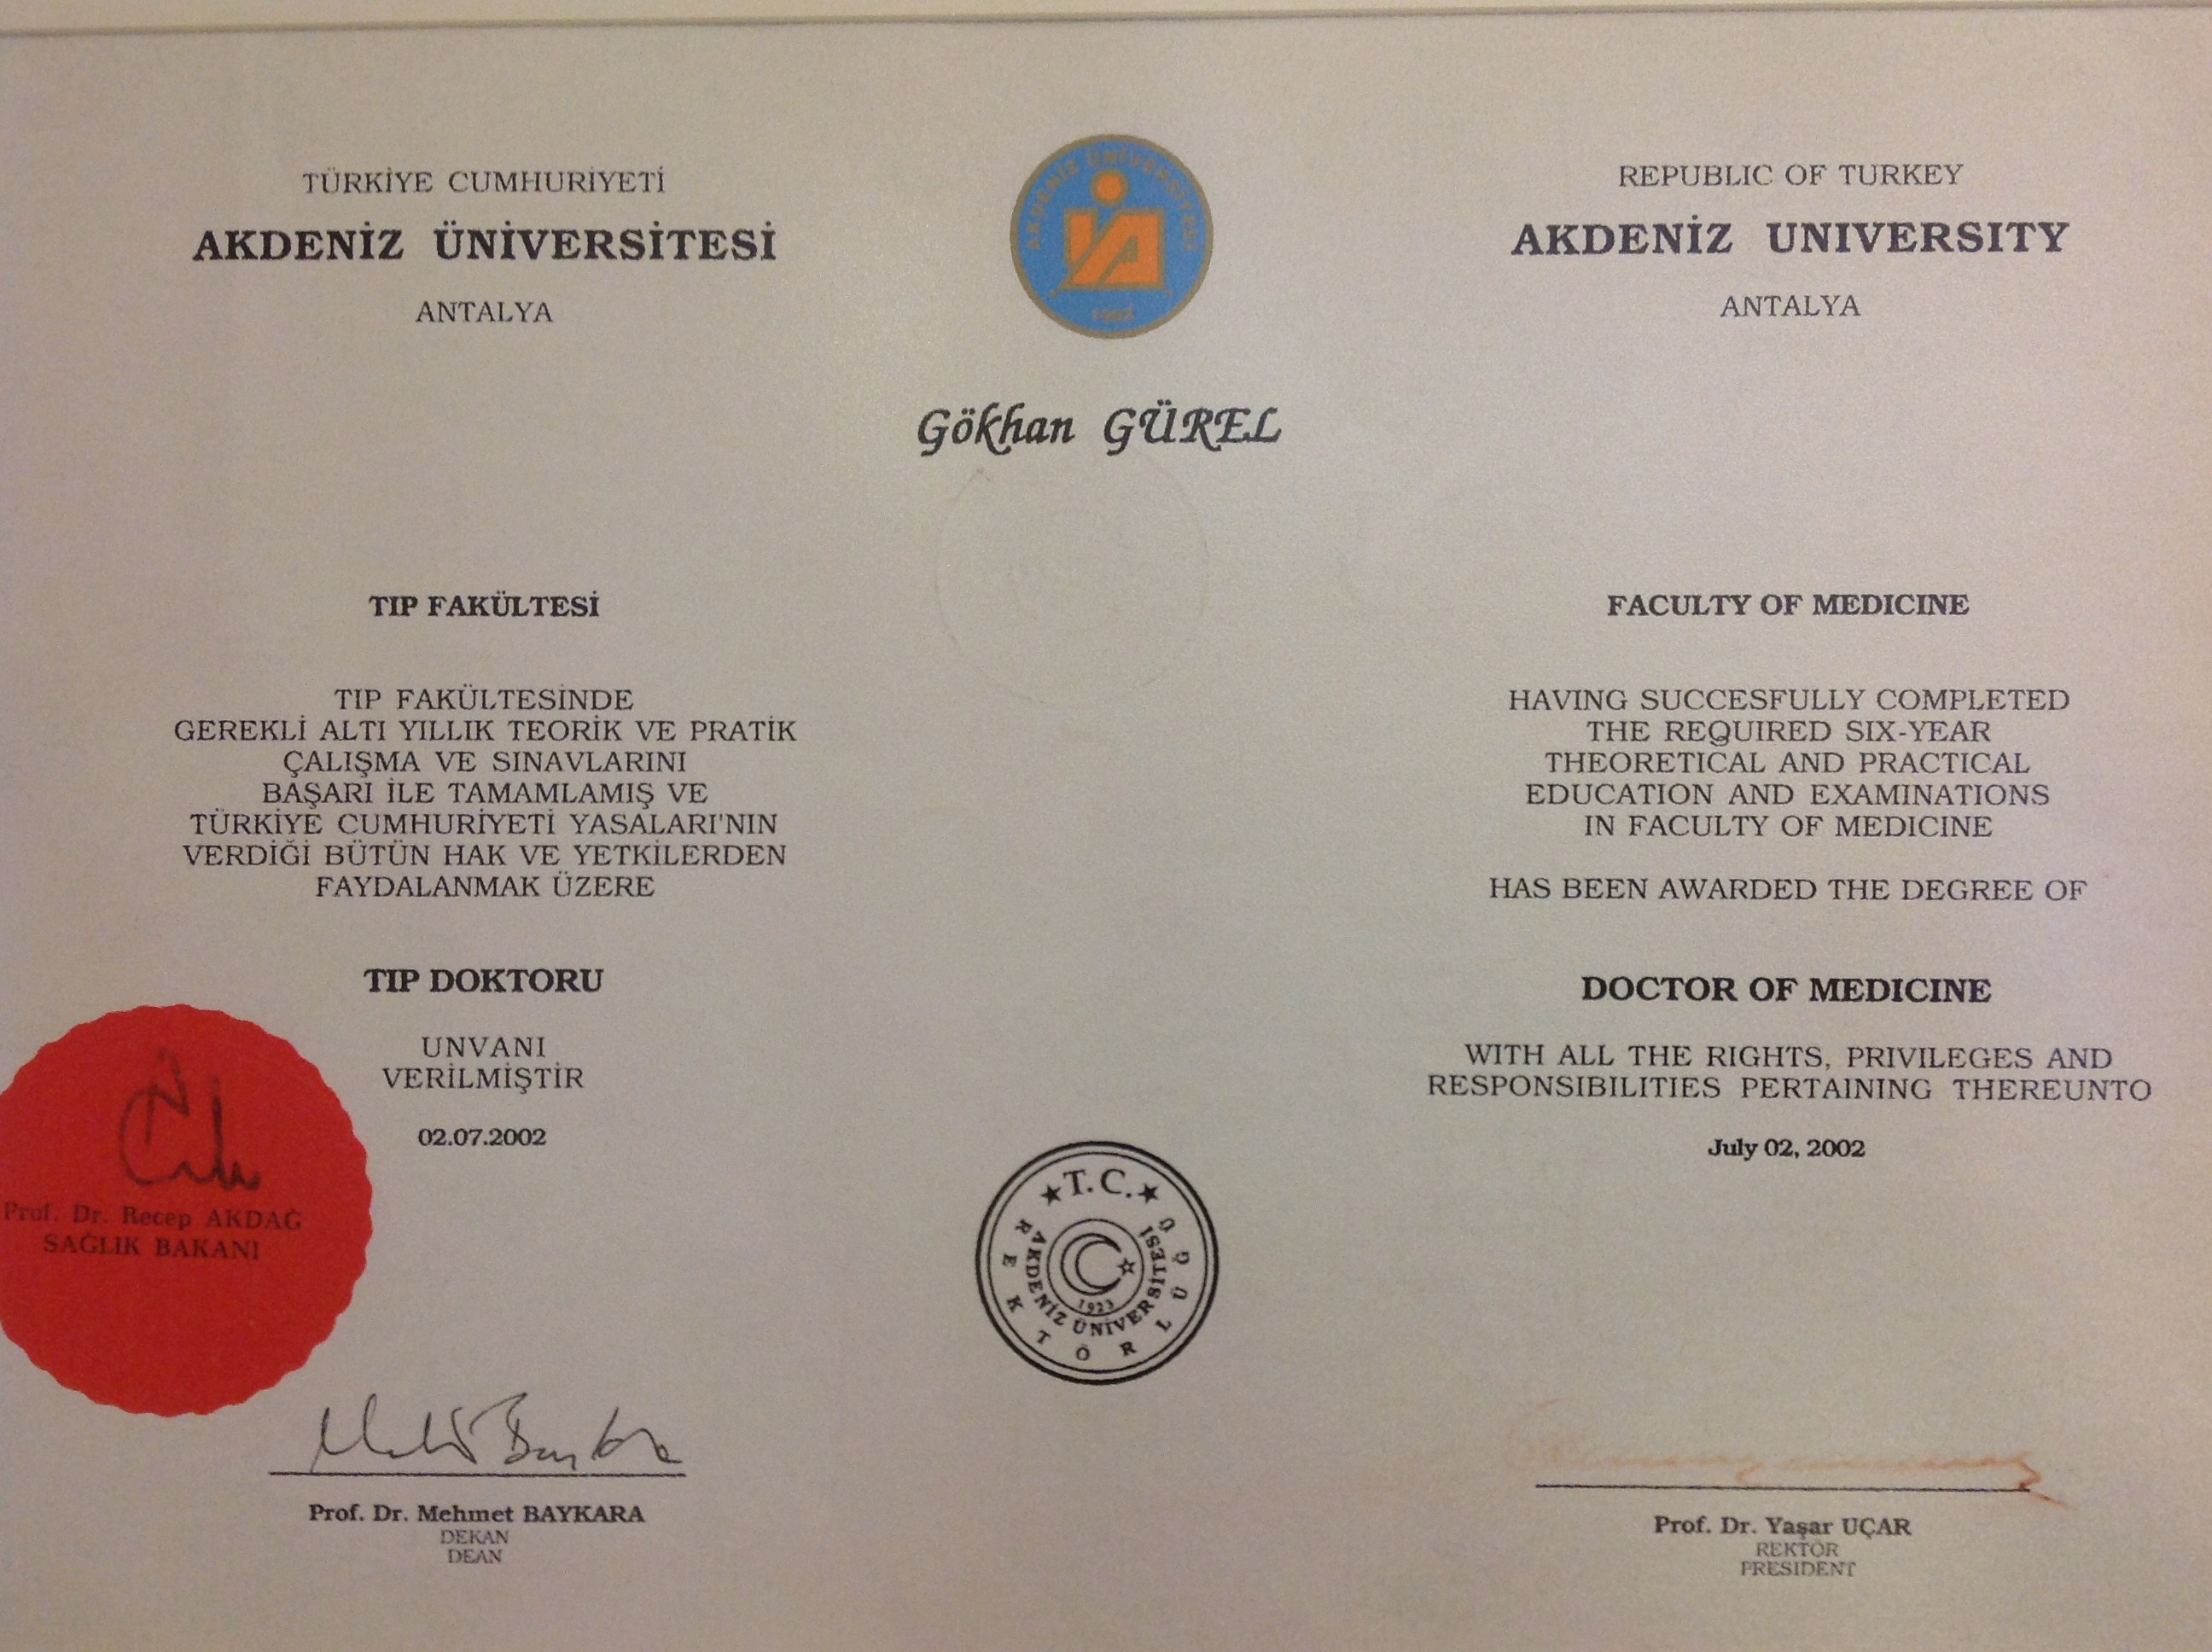 TÜRKİYE CUMHURİYETİ
AKDENİZ ÜNİVERSİTESİ
ANTALYA
AKDENİZ ÜNİVERSİTESİ
REPUBLIC OF TURKEY
AKDENİZ UNIVERSITY
ANTALYA
Gökhan GÜREL
TIP FAKÜLTESİ
TIP FAKÜLTESİNDE
GEREKLİ ALTI YILLIK TEORİK VE PRATİK
ÇALIŞMA VE SINAVLARINI
BAŞARI İLE TAMAMLAMIŞ VE
TÜRKİYE CUMHURİYETİ YASALARI'NIN
VERDİĞİ BÜTÜN HAK VE YETKİLERDEN
FAYDALANMAK ÜZERE
TIP DOKTORU
UNVANI
VERİLMİŞTİR
02.07.2002
FACULTY OF MEDICINE
HAVING SUCCESFULLY COMPLETED
THE REQUIRED SIX-YEAR
THEORETICAL AND PRACTICAL
EDUCATION AND EXAMINATIONS
IN FACULTY OF MEDICINE
HAS BEEN AWARDED THE DEGREE OF
DOCTOR OF MEDICINE
WITH ALL THE RIGHTS, PRIVILEGES AND
RESPONSIBILITIES PERTAINING THEREUNTO
July 02, 2002
Prof. Dr. Recep AKDAĞ
SAĞLIK BAKANI
T.C.
REKTÖRLÜĞÜ
AKDENİZ ÜNİVERSİTESİ
1923
Prof. Dr. Mehmet BAYKARA
DEKAN
DEAN
Prof. Dr. Yaşar UÇAR
REKTÖR
PRESIDENT